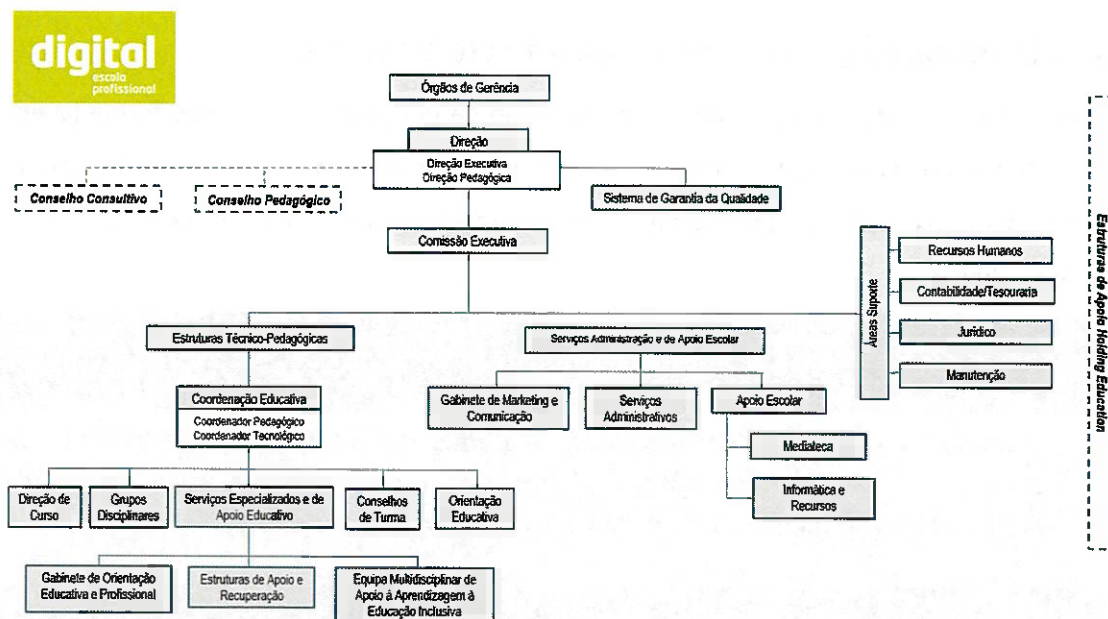 digital
escola
profissional
Órgãos de Gerência
Direção
Direção Executiva
Direção Pedagógica
Conselho Consultivo
Conselho Pedagógico
Sistema de Garantia da Qualidade
Comissão Executiva
Áreas Suporte
Recursos Humanos
Contabilidade/Tesouraria
Jurídico
Manutenção
Estruturas de Apoio Holding Education
Estruturas Técnico-Pedagógicas
Serviços Administração e de Apoio Escolar
Coordenação Educativa
Coordenador Pedagógico
Coordenador Tecnológico
Gabinete de Marketing e
Comunicação
Serviços
Administrativos
Apoio Escolar
Mediateca
Informática e
Recursos
Direção de
Curso
Grupos
Disciplinares
Serviços Especializados e de
Apoio Educativo
Conselhos
de Turma
Orientação
Educativa
Gabinete de Orientação
Educativa e Profissional
Estruturas de Apoio e
Recuperação
Equipa Multidisciplinar de
Apoio à Aprendizagem à
Educação Inclusiva